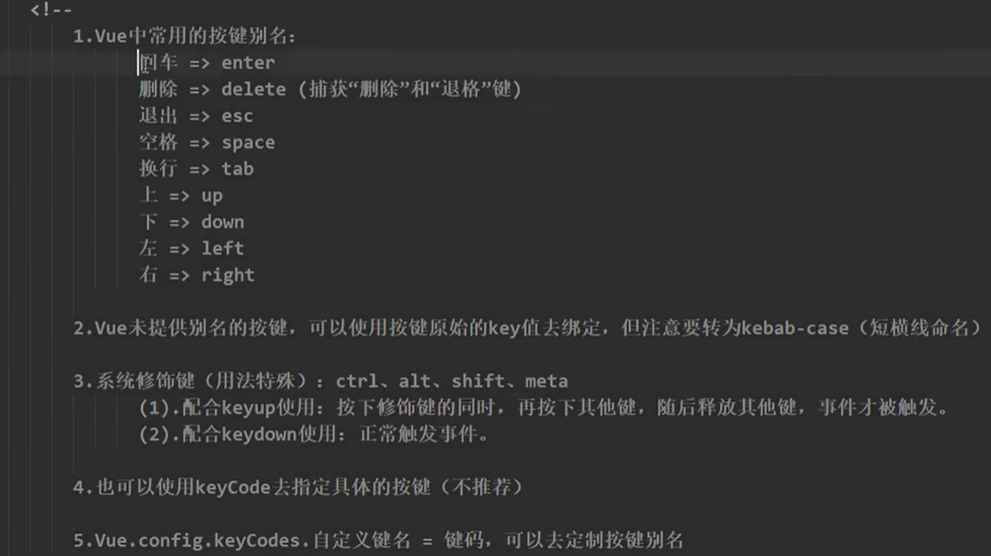 <!--
1.Vue中常用的按键别名：
回车 => enter
删除 => delete (捕获“删除”和“退格”键)
退出 => esc
空格 => space
换行 => tab
上 => up
下 => down
左 => left
右 => right
2.Vue未提供别名的按键，可以使用按键原始的key值去绑定，但注意要转为kebab-case（短横线命名）
3.系统修饰键（用法特殊）：ctrl、alt、shift、meta
(1).配合keyup使用：按下修饰键的同时，再按下其他键，随后释放其他键，事件才被触发。
(2).配合keydown使用：正常触发事件。
4.也可以使用keyCode去指定具体的按键（不推荐）
5.Vue.config.keyCodes.自定义键名 = 键码，可以去定制按键别名